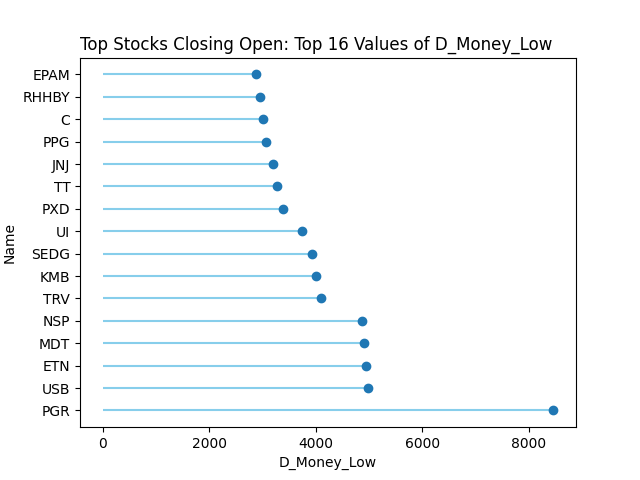 Top Stocks Closing Open: Top 16 Values of D_Money_Low
EPAM
RHHBY
C
PPG
JNJ
TT
PXD
UI
SEDG
KMB
TRV
NSP
MDT
ETN
USB
PGR
Name
0 2000 4000 6000 8000
D_Money_Low